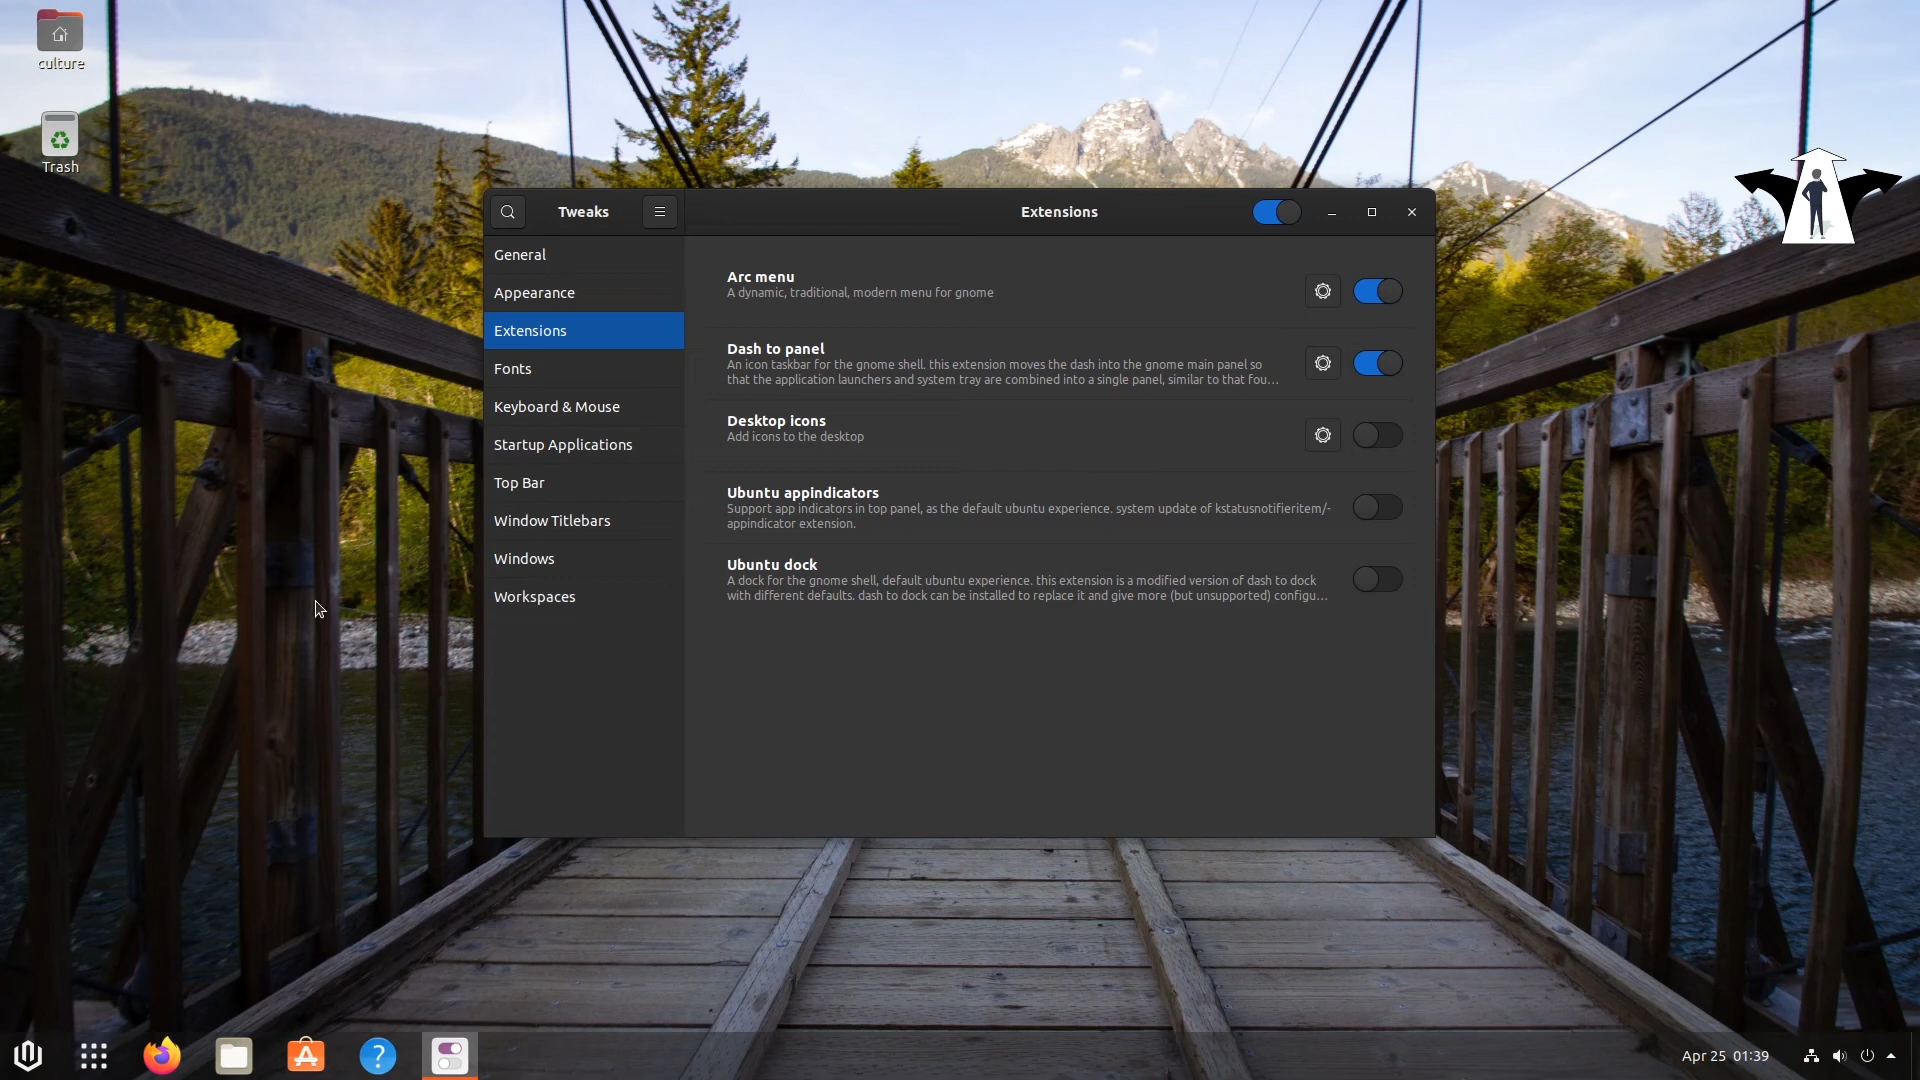 culture
Trash
Tweaks
Extensions
General
Appearance
Extensions
Fonts
Keyboard & Mouse
Startup Applications
Top Bar
Window Titlebars
Windows
Workspaces
Arc menu
A dynamic, traditional, modern menu for gnome
Dash to panel
An icon taskbar for the gnome shell. this extension moves the dash into the gnome main panel so
that the application launchers and system tray are combined into a single panel, similar to that fou…
Desktop icons
Add icons to the desktop
Ubuntu appindicators
Support app indicators in top panel, as the default ubuntu experience. system update of kstatusnotifieritem/-
appindicator extension.
Ubuntu dock
A dock for the gnome shell, default ubuntu experience. this extension is a modified version of dash to dock
with different defaults. dash to dock can be installed to replace it and give more (but unsupported) configu…
Apr 25 01:39